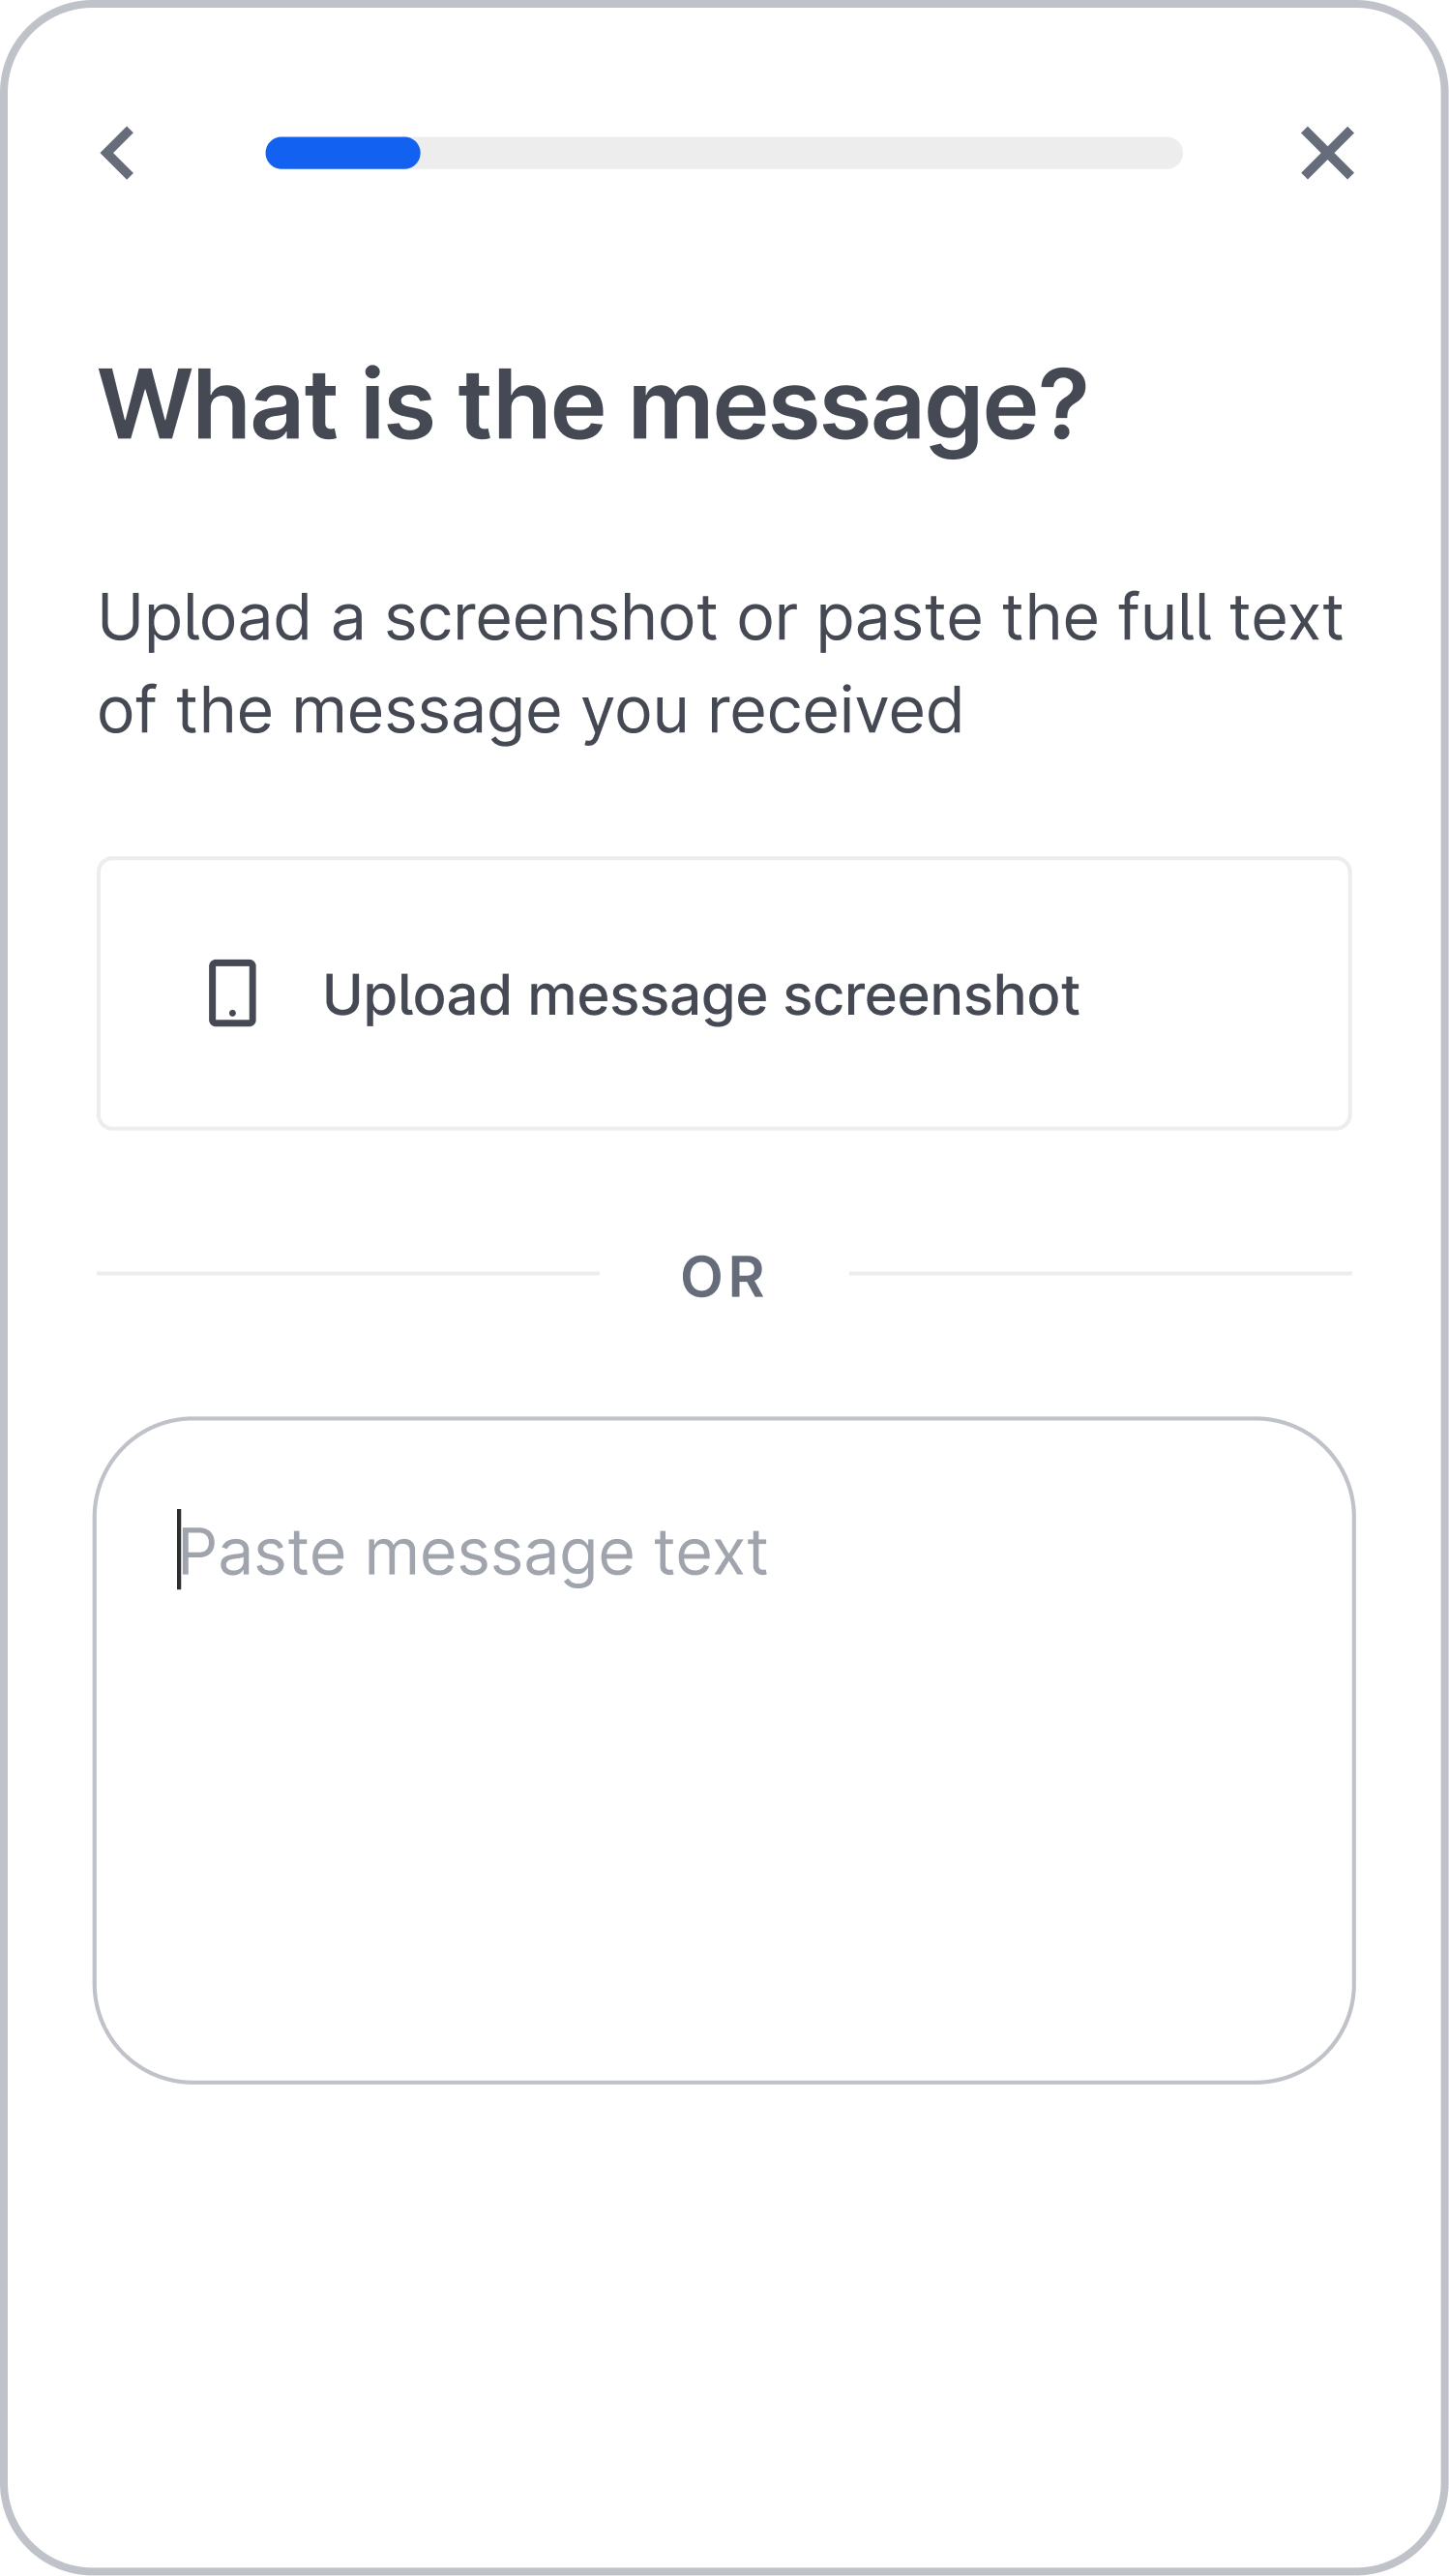 What is the message?
Upload a screenshot or paste the full text
of the message you received
Upload message screenshot
OR
Paste message text